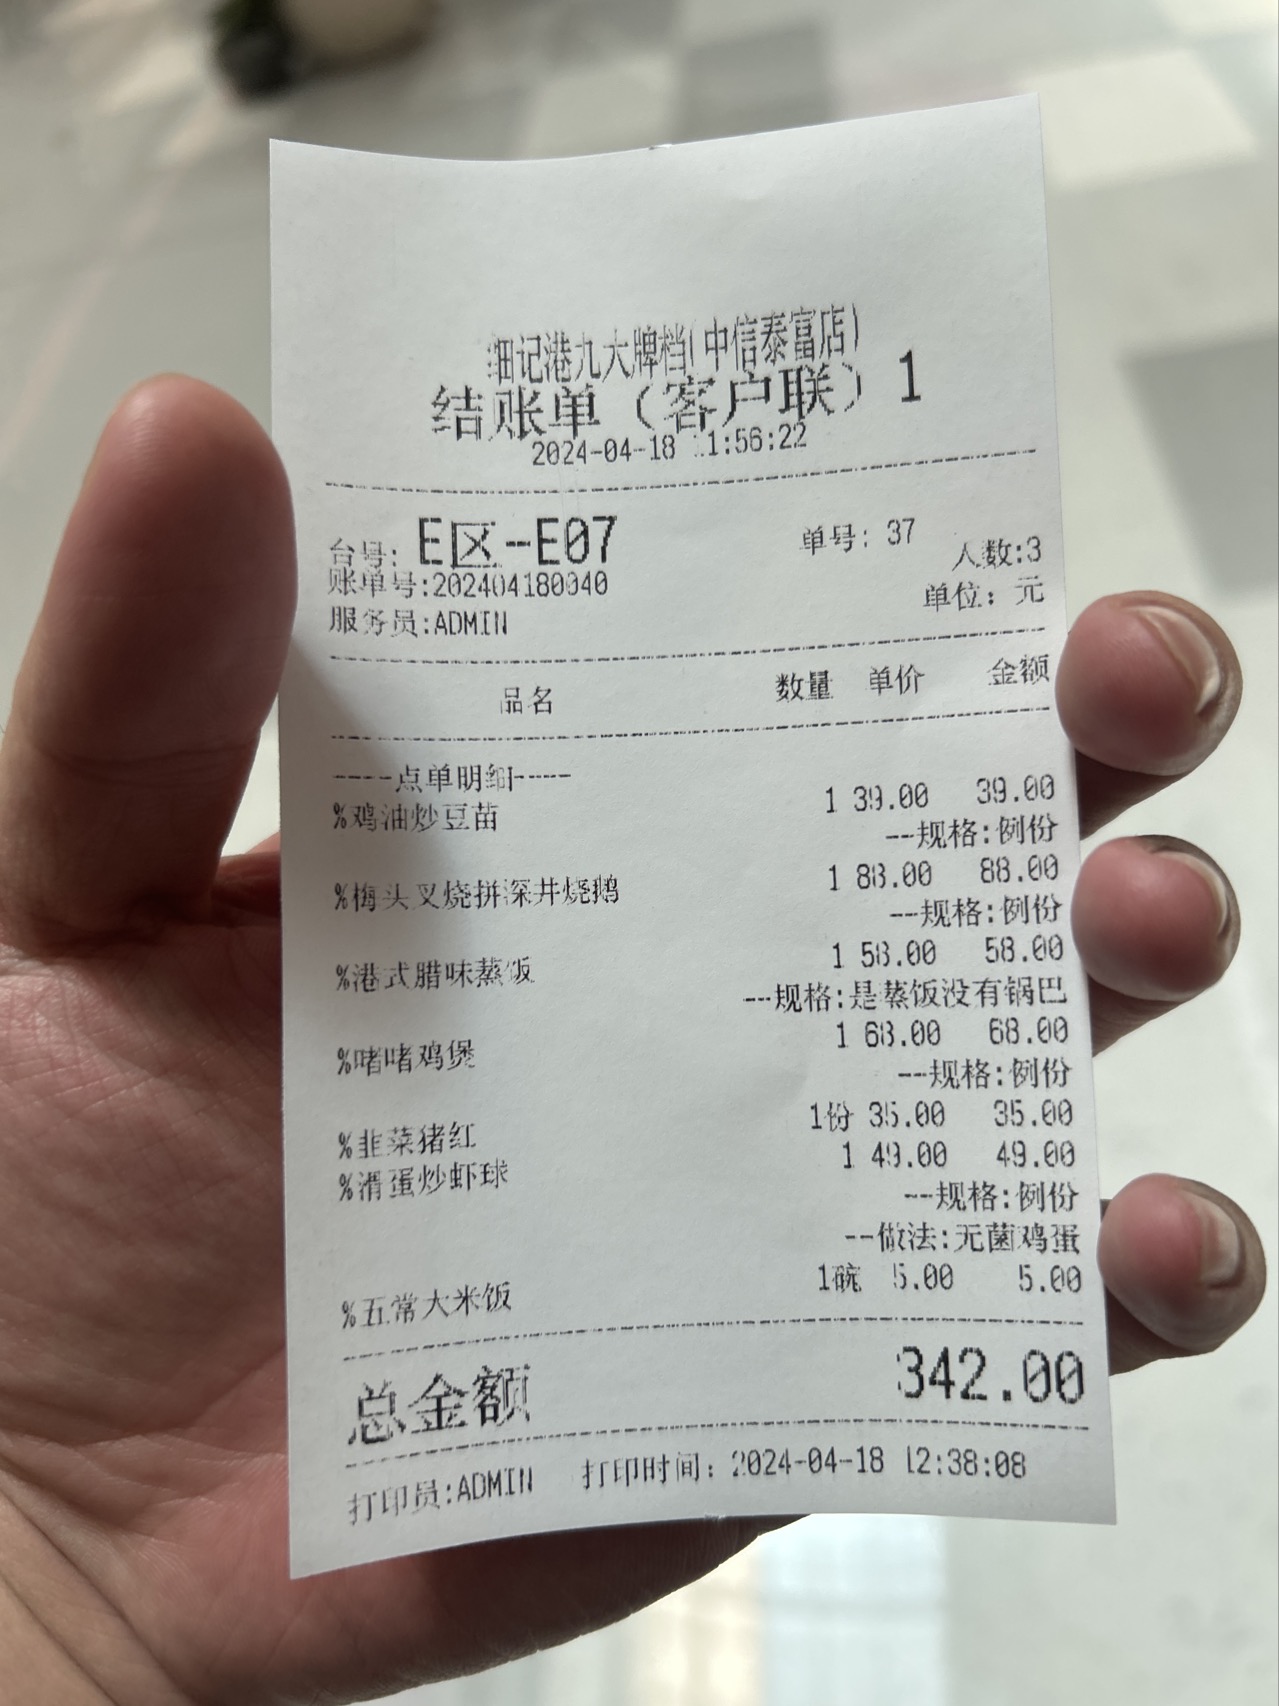 细记港九大牌档(中信泰富店)
结账单（客户联）1
2024-04-18 11:56:22
台号: E区-E07 单号: 37 人数:3
账单号:202404180040 单位: 元
服务员:ADMIN
品名 数量 单价 金额
-----点单明细-----
%鸡油炒豆苗 1 39.00 39.00
--规格:例份
%梅头叉烧拼深井烧鹅 1 88.00 88.00
--规格:例份
%港式腊味蒸饭 1 58.00 58.00
---规格:是蒸饭没有锅巴
%啫啫鸡煲 1 68.00 68.00
--规格:例份
%韭菜猪红 1份 35.00 35.00
%滑蛋炒虾球 1 49.00 49.00
--规格:例份
--做法:无菌鸡蛋
%五常大米饭 1碗 5.00 5.00
总金额 342.00
打印员:ADMIN 打印时间: 2024-04-18 12:38:08